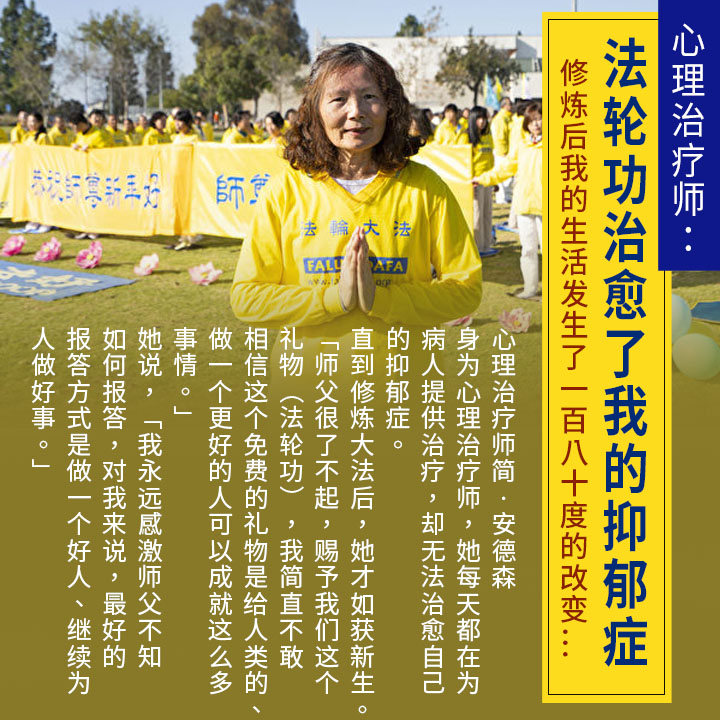 心理治疗师：
法轮功治愈了我的抑郁症
修炼后我的生活发生了一百八十度的改变…
恭祝師尊新年好
師尊
法輪大法
FALUN DAFA
心理治疗师简·安德森
身为心理治疗师，她每天都在为
病人提供治疗，却无法治愈自己
的抑郁症。
直到修炼大法后，她才如获新生。
「师父很了不起，赐予我们这个
礼物（法轮功），我简直不敢
相信这个免费的礼物是给人类的、
做一个更好的人可以成就这么多
事情。」
她说，「我永远感激师父不知
如何报答，对我来说，最好的
报答方式是做一个好人、继续为
人做好事。」